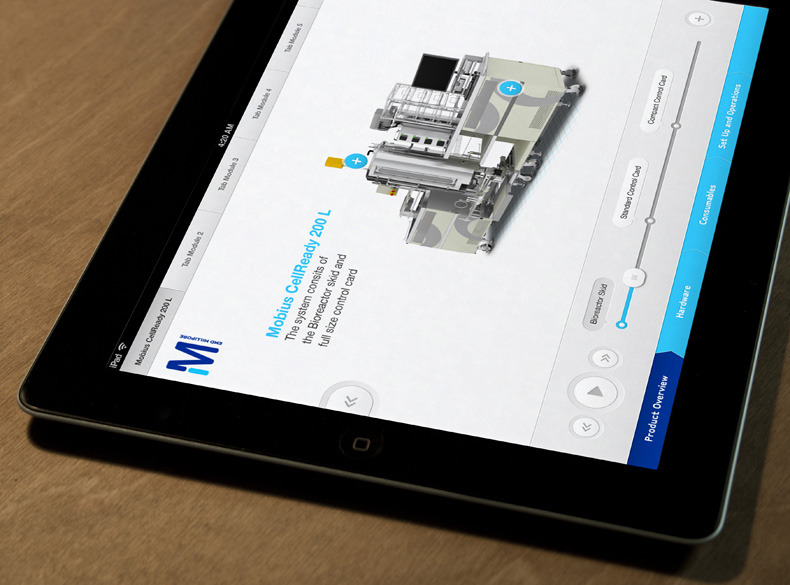 iPad
4:20 AM
Mobius CellReady 200 L
Tab Module 2
Tab Module 3
Tab Module 4
Tab Module 5
EMD MILLIPORE
Mobius CellReady 200 L
The system consits of
the Bioreactor skid and
full size control card
Bioreactor Skid
Standard Control Card
Compact Control Card
Product Overview
Hardware
Consumables
Set Up and Operations